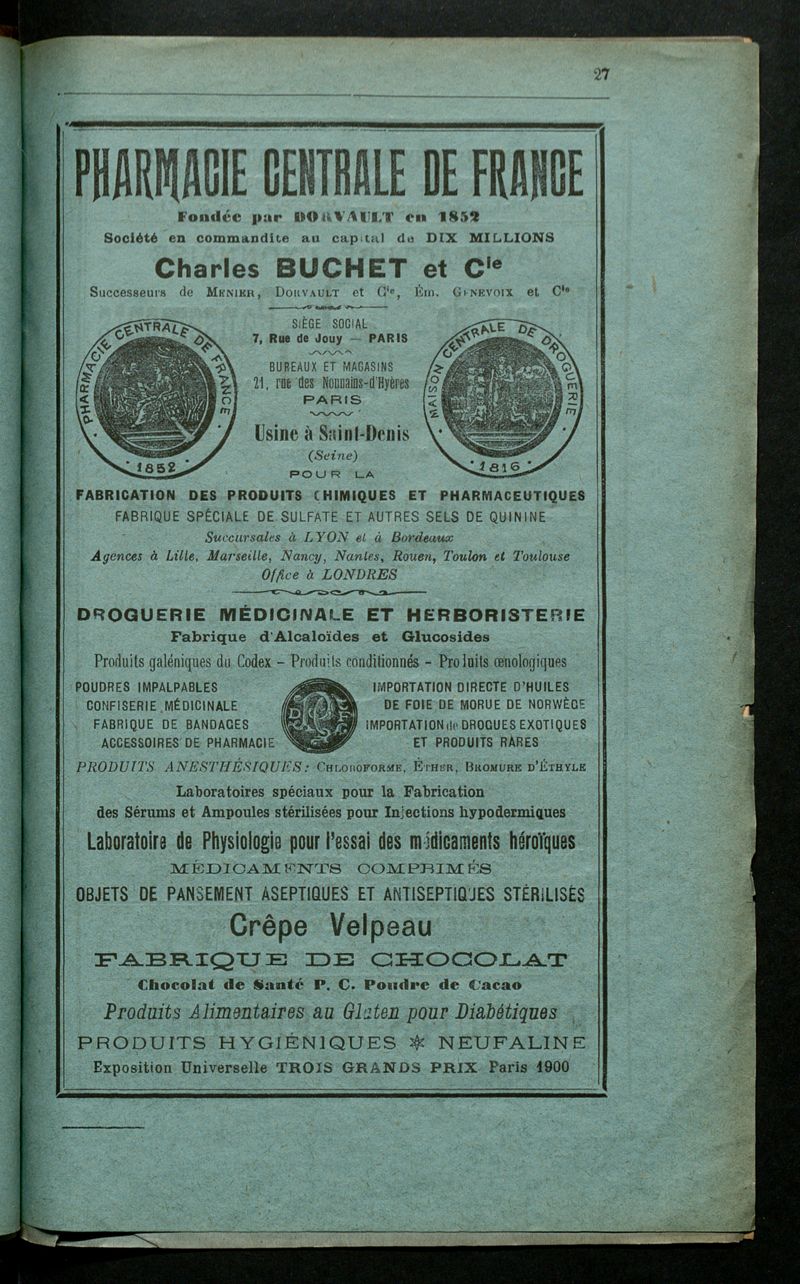 27
PHARMACIE CENTRALE DE FRANCE
Fondée par DORVAULT en 1852
Société en commandite au capital de DIX MILLIONS
Charles BUCHET et Cie
Successeurs de MENIER, DORVAULT et Cie, Ém. GENEVOIX et Cie
PHARMACIE CENTRALE DE FRANCE
1852
SIÈGE SOCIAL
7, Rue de Jouy — PARIS
BUREAUX ET MAGASINS
21, rue des Nonnains-d'Hyères
PARIS
Usine à Saint-Denis
(Seine)
POUR LA
MAISON CENTRALE DE DROGUERIE
1816
FABRICATION DES PRODUITS CHIMIQUES ET PHARMACEUTIQUES
FABRIQUE SPÉCIALE DE SULFATE ET AUTRES SELS DE QUININE
Succursales à LYON et à Bordeaux
Agences à Lille, Marseille, Nancy, Nantes, Rouen, Toulon et Toulouse
Office à LONDRES
DROGUERIE MÉDICINALE ET HERBORISTERIE
Fabrique d'Alcaloïdes et Glucosides
Produits galéniques du Codex - Produits conditionnés - Produits œnologiques
POUDRES IMPALPABLES
CONFISERIE MÉDICINALE
FABRIQUE DE BANDAGES
ACCESSOIRES DE PHARMACIE
IMPORTATION DIRECTE D'HUILES
DE FOIE DE MORUE DE NORWÈGE
IMPORTATION de DROGUES EXOTIQUES
ET PRODUITS RARES
PRODUITS ANESTHÉSIQUES: CHLOROFORME, ÉTHER, BROMURE D'ÉTHYLE
Laboratoires spéciaux pour la Fabrication
des Sérums et Ampoules stérilisées pour Injections hypodermiques
Laboratoire de Physiologie pour l'essai des médicaments héroïques
MÉDICAMENTS COMPRIMÉS
OBJETS DE PANSEMENT ASEPTIQUES ET ANTISEPTIQUES STÉRILISÉS
Crêpe Velpeau
FABRIQUE DE CHOCOLAT
Chocolat de Santé P. C. Poudre de Cacao
Produits Alimentaires au Gluten pour Diabétiques
PRODUITS HYGIÉNIQUES * NEUFALINE
Exposition Universelle TROIS GRANDS PRIX Paris 1900